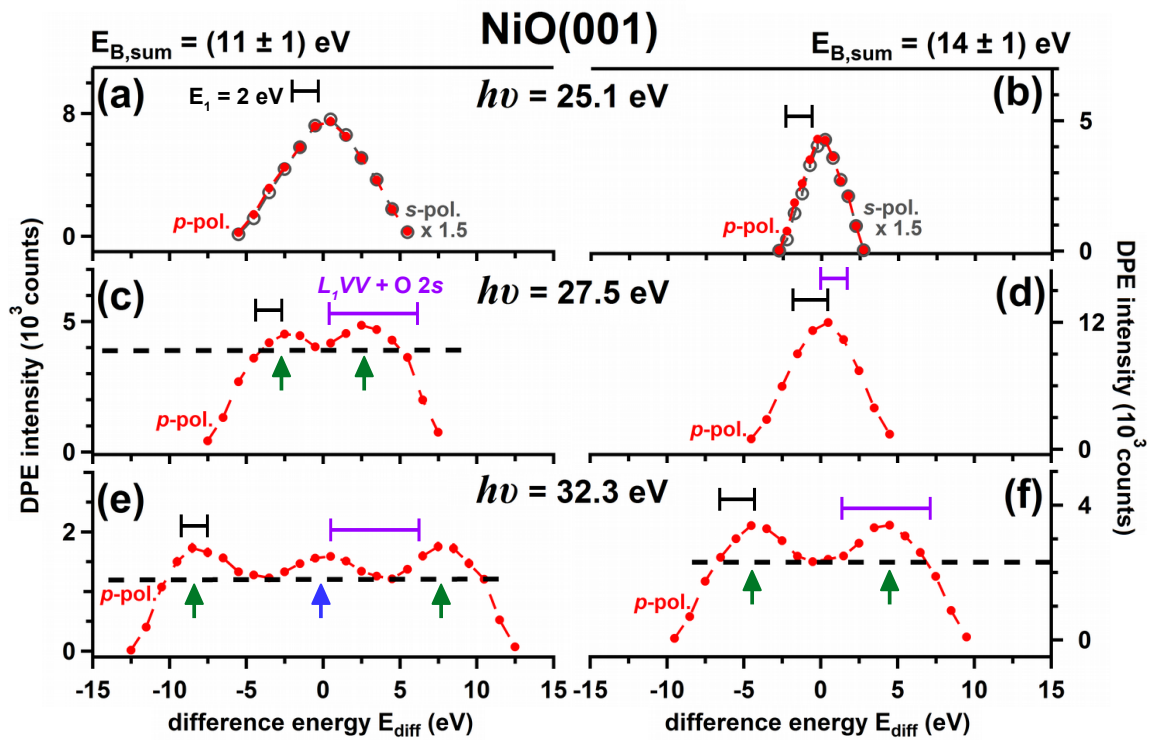 NiO(001)
E_B,sum = (11 ± 1) eV
E_B,sum = (14 ± 1) eV
(a)
E_1 = 2 eV
hν = 25.1 eV
(b)
8
0
p-pol.
s-pol.
x 1.5
p-pol.
s-pol.
x 1.5
5
0
(c)
L_1VV + O 2s
hν = 27.5 eV
(d)
5
0
p-pol.
p-pol.
12
0
(e)
hν = 32.3 eV
(f)
2
0
p-pol.
p-pol.
4
0
DPE intensity (10^3 counts)
DPE intensity (10^3 counts)
-15 -10 -5 0 5 10 15
-15 -10 -5 0 5 10 15
difference energy E_diff (eV)
difference energy E_diff (eV)